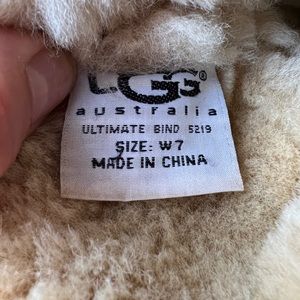 UGG®
australia
ULTIMATE BIND 5219
SIZE: W7
MADE IN CHINA